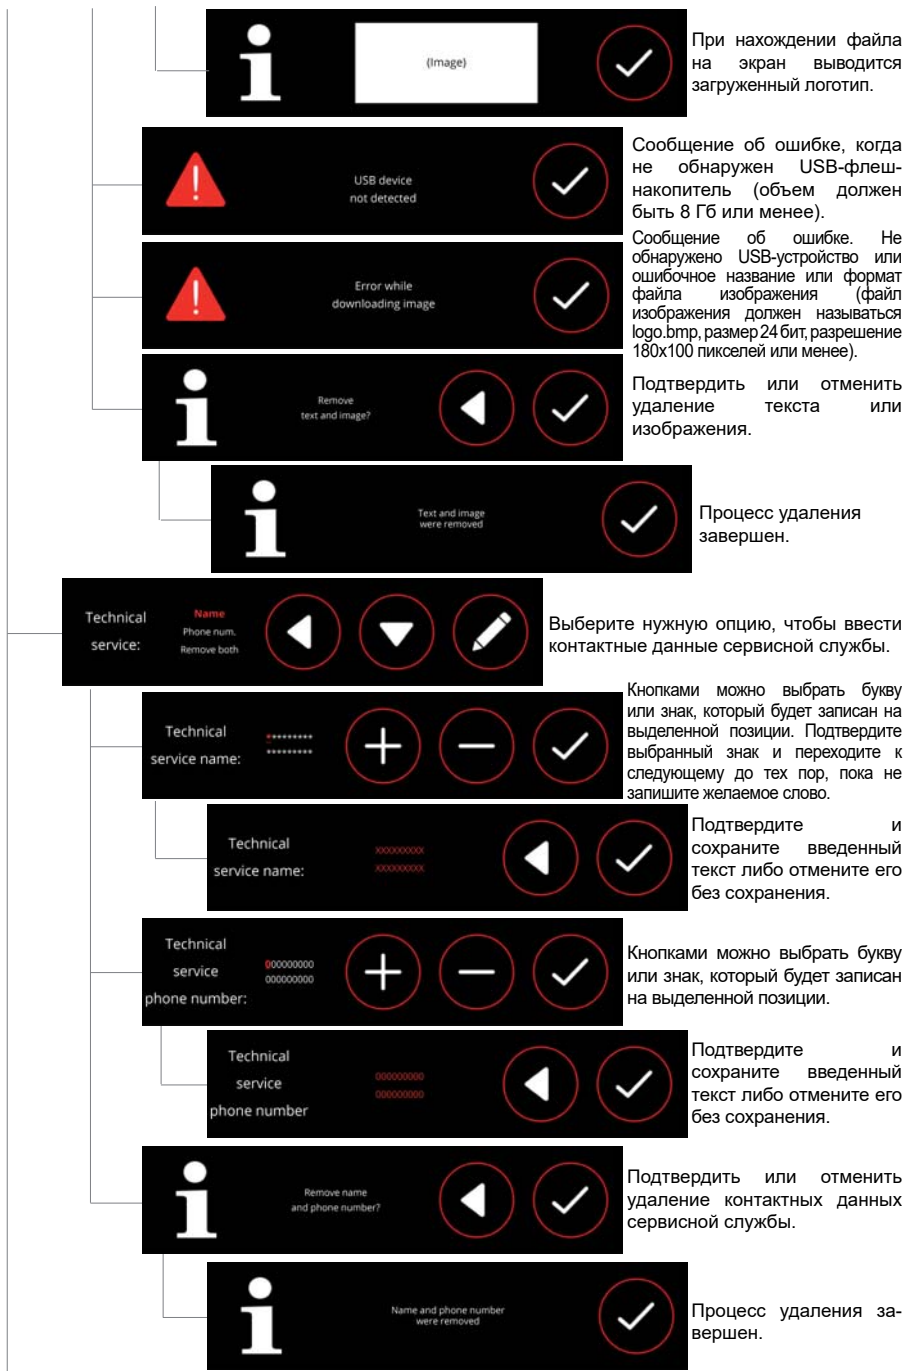 (Image)
При нахождении файла
на экран выводится
загруженный логотип.
USB device
not detected
Сообщение об ошибке, когда
не обнаружен USB-флеш-
накопитель (объем должен
быть 8 Гб или менее).
Error while
downloading image
Сообщение об ошибке. Не
обнаружено USB-устройство или
ошибочное название или формат
файла изображения (файл
изображения должен называться
logo.bmp, размер 24 бит, разрешение
180x100 пикселей или менее).
Remove
text and image?
Подтвердить или отменить
удаление текста или
изображения.
Text and image
were removed
Процесс удаления
завершен.
Technical
service:
Name
Phone num.
Remove both
Выберите нужную опцию, чтобы ввести
контактные данные сервисной службы.
Technical
service name:
*********
*********
Кнопками можно выбрать букву
или знак, который будет записан на
выделенной позиции. Подтвердите
выбранный знак и переходите к
следующему до тех пор, пока не
запишите желаемое слово.
Technical
service name:
XXXXXXXXX
XXXXXXXXX
Подтвердите и
сохраните введенный
текст либо отмените его
без сохранения.
Technical
service
phone number:
000000000
000000000
Кнопками можно выбрать букву
или знак, который будет записан
на выделенной позиции.
Technical
service
phone number
000000000
000000000
Подтвердите и
сохраните введенный
текст либо отмените его
без сохранения.
Remove name
and phone number?
Подтвердить или отменить
удаление контактных данных
сервисной службы.
Name and phone number
were removed
Процесс удаления за-
вершен.